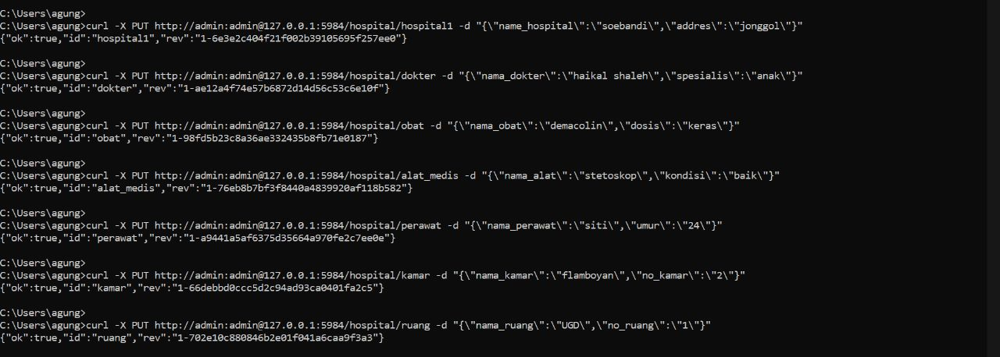 C:\Users\agung>
C:\Users\agung>curl -X PUT http://admin:admin@127.0.0.1:5984/hospital/hospital1 -d "{\"name_hospital\":\"soebandi\",\"addres\":\"jonggol\"}"
{"ok":true,"id":"hospital1","rev":"1-6e3e2c404f21f002b39105695f257ee0"}
C:\Users\agung>
C:\Users\agung>curl -X PUT http://admin:admin@127.0.0.1:5984/hospital/dokter -d "{\"nama_dokter\":\"haikal shaleh\",\"spesialis\":\"anak\"}"
{"ok":true,"id":"dokter","rev":"1-ae12a4f74e57b6872d14d56c53c6e10f"}
C:\Users\agung>
C:\Users\agung>curl -X PUT http://admin:admin@127.0.0.1:5984/hospital/obat -d "{\"nama_obat\":\"demacolin\",\"dosis\":\"keras\"}"
{"ok":true,"id":"obat","rev":"1-98fd5b23c8a36ae332435b8fb71e0187"}
C:\Users\agung>
C:\Users\agung>curl -X PUT http://admin:admin@127.0.0.1:5984/hospital/alat_medis -d "{\"nama_alat\":\"stetoskop\",\"kondisi\":\"baik\"}"
{"ok":true,"id":"alat_medis","rev":"1-76eb8b7bf3f8440a4839920af118b582"}
C:\Users\agung>
C:\Users\agung>curl -X PUT http://admin:admin@127.0.0.1:5984/hospital/perawat -d "{\"nama_perawat\":\"siti\",\"umur\":\"24\"}"
{"ok":true,"id":"perawat","rev":"1-a9441a5af6375d35664a970fe2c7ee0e"}
C:\Users\agung>
C:\Users\agung>curl -X PUT http://admin:admin@127.0.0.1:5984/hospital/kamar -d "{\"nama_kamar\":\"flamboyan\",\"no_kamar\":\"2\"}"
{"ok":true,"id":"kamar","rev":"1-66debbd0ccc5d2c94ad93ca0401fa2c5"}
C:\Users\agung>
C:\Users\agung>curl -X PUT http://admin:admin@127.0.0.1:5984/hospital/ruang -d "{\"nama_ruang\":\"UGD\",\"no_ruang\":\"1\"}"
{"ok":true,"id":"ruang","rev":"1-702e10c880846b2e01f041a6caa9f3a3"}